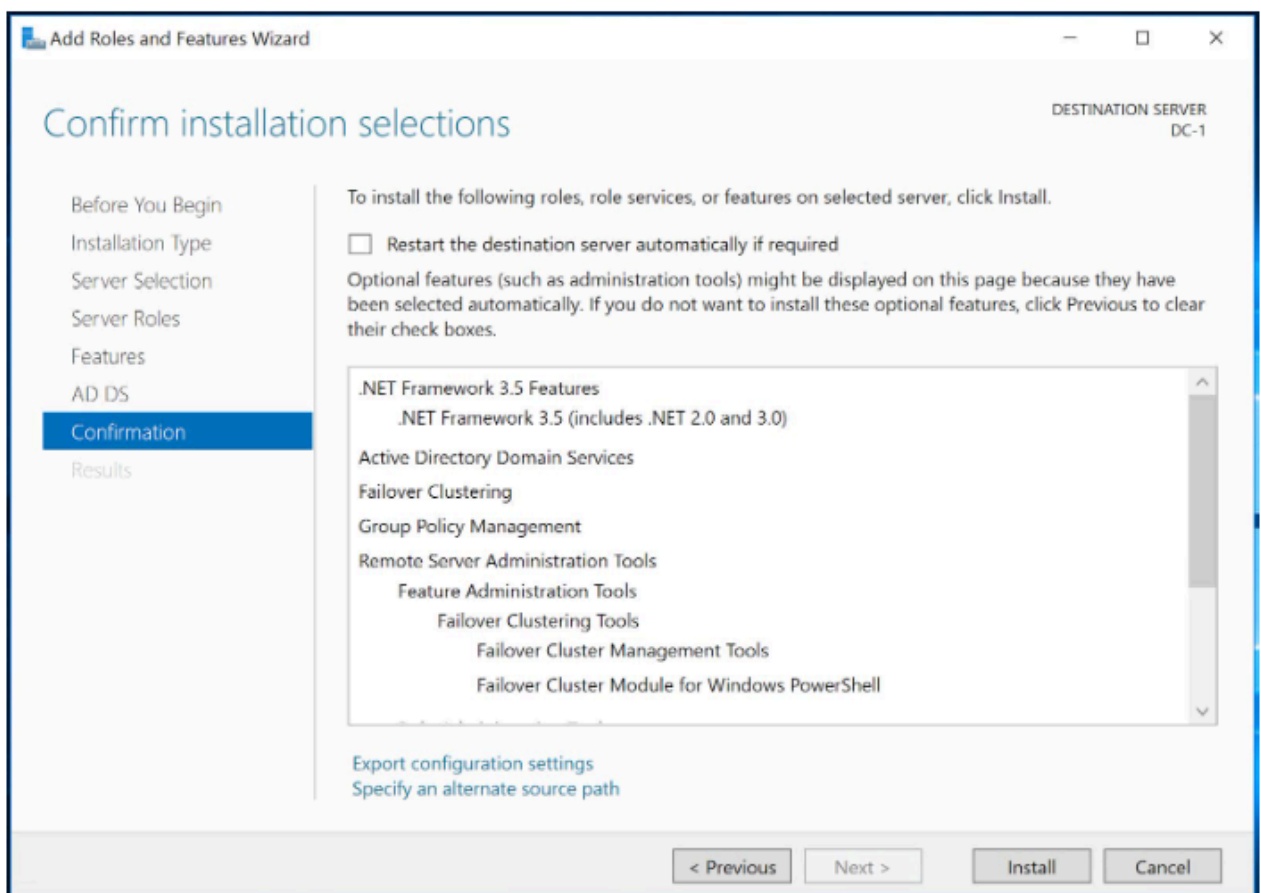 Add Roles and Features Wizard
Confirm installation selections
DESTINATION SERVER
DC-1
Before You Begin
Installation Type
Server Selection
Server Roles
Features
AD DS
Confirmation
Results
To install the following roles, role services, or features on selected server, click Install.
Restart the destination server automatically if required
Optional features (such as administration tools) might be displayed on this page because they have
been selected automatically. If you do not want to install these optional features, click Previous to clear
their check boxes.
.NET Framework 3.5 Features
.NET Framework 3.5 (includes .NET 2.0 and 3.0)
Active Directory Domain Services
Failover Clustering
Group Policy Management
Remote Server Administration Tools
Feature Administration Tools
Failover Clustering Tools
Failover Cluster Management Tools
Failover Cluster Module for Windows PowerShell
Export configuration settings
Specify an alternate source path
< Previous
Next >
Install
Cancel